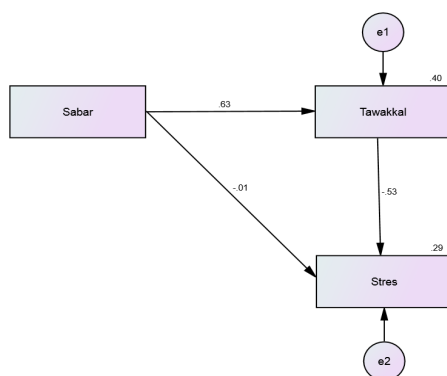 e1
.40
Sabar
.63
Tawakkal
-.01
-.53
.29
Stres
e2